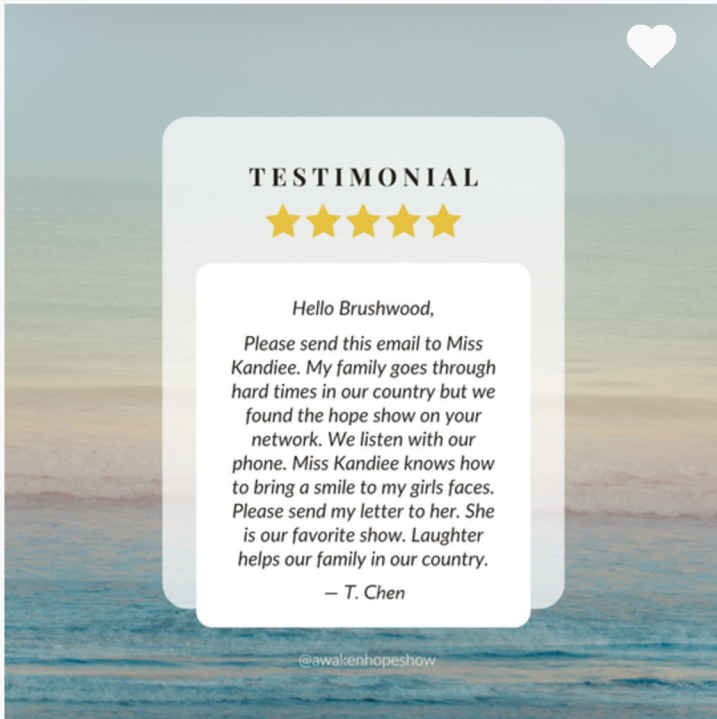 TESTIMONIAL
Hello Brushwood,
Please send this email to Miss
Kandiee. My family goes through
hard times in our country but we
found the hope show on your
network. We listen with our
phone. Miss Kandiee knows how
to bring a smile to my girls faces.
Please send my letter to her. She
is our favorite show. Laughter
helps our family in our country.
— T. Chen
@awakenhopeshow